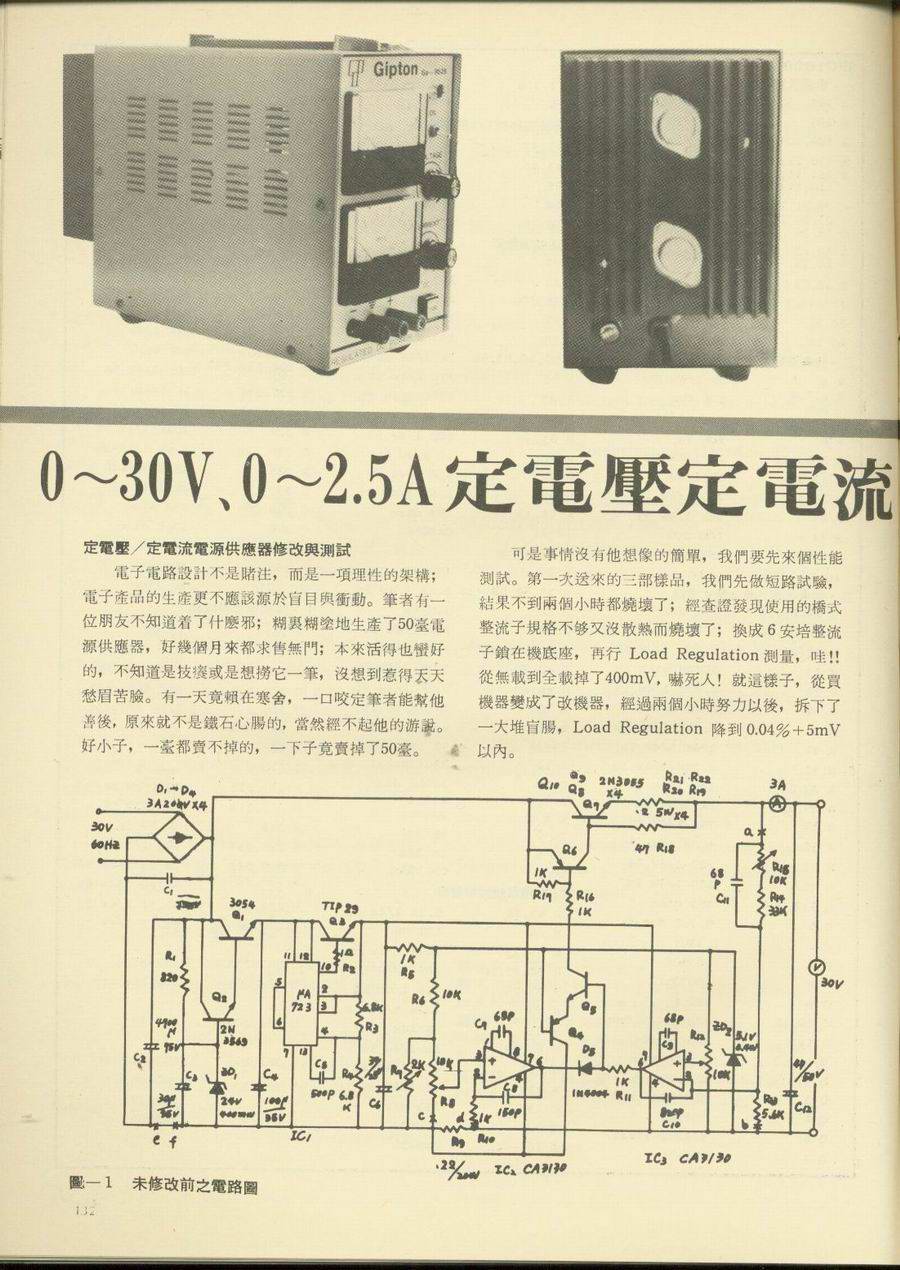 Gipton
0～30V、0～2.5A定電壓定電流
定電壓／定電流電源供應器修改與測試
電子電路設計不是賭注，而是一項理性的架構；
電子產品的生產更不應該源於盲目與衝動。筆者有一
位朋友不知道着了什麼邪；糊裏糊塗地生產了50臺電
源供應器，好幾個月來都求售無門；本來活得也蠻好
的，不知道是技癢或是想撈它一筆，沒想到惹得天天
愁眉苦臉。有一天竟賴在寒舍，一口咬定筆者能幫他
善後，原來就不是鐵石心腸的，當然經不起他的游說。
好小子，一臺都賣不掉的，一下子竟賣掉了50臺。
可是事情沒有他想像的簡單，我們要先來個性能
測試。第一次送來的三部樣品，我們先做短路試驗，
結果不到兩個小時都燒壞了；經查證發現使用的橋式
整流子規格不够又沒散熱而燒壞了；換成6安培整流
子鎖在機底座，再行 Load Regulation 測量，哇!!
從無載到全載掉了400mV，嚇死人！就這樣子，從買
機器變成了改機器，經過兩個小時努力以後，拆下了
一大堆盲腸，Load Regulation 降到0.04%＋5mV
以內。
D1→D4
3A200V×4
30V
60HZ
C1
3054
Q1
TIP 29
Q3
Q10
Q9
Q8
Q7
2N3055
×4
R21 R22
R20 R19
.2 5W×4
47 R18
3A
A
Q6
1K
R17
R16
1K
a
68
P
C11
R15
10K
R14
33K
V
30V
R1
820
Q2
2N
3569
4700
μ
75V
C2
C3
30μ
35V
ZD1
24V
400mW
C4
100μ
35V
e
f
11
12
10
1Ω
R2
μA
723
5
6
2
3
4
7
13
C5
500P
6.8K
R3
R4
6.8
K
C6
IC1
1K
R5
R6
10K
R7
2K
10K
R8
c
C7
68P
C8
150P
d
1K
R10
R9
.22/20W
IC2 CA3130
Q5
Q4
D5
1N4004
1K
R11
68P
C9
82PP
C10
R12
10K
ZD2
5.1V
0.4W
R13
5.6K
b
47/50V
C12
IC3 CA3130
圖—1 未修改前之電路圖
132